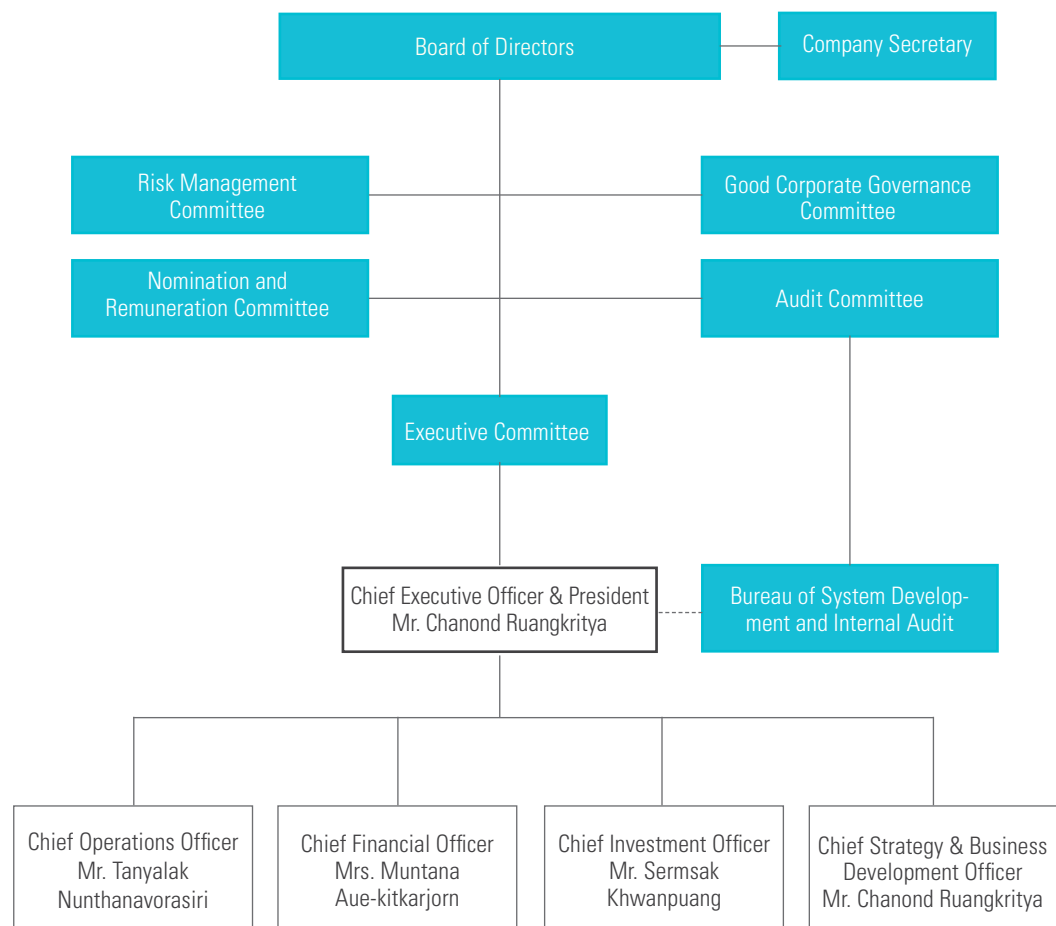 Board of Directors
Company Secretary
Risk Management
Committee
Good Corporate Governance
Committee
Nomination and
Remuneration Committee
Audit Committee
Executive Committee
Chief Executive Officer & President
Mr. Chanond Ruangkritya
Bureau of System Develop-
ment and Internal Audit
Chief Operations Officer
Mr. Tanyalak
Nunthanavorasiri
Chief Financial Officer
Mrs. Muntana
Aue-kitkarjorn
Chief Investment Officer
Mr. Sermsak
Khwanpuang
Chief Strategy & Business
Development Officer
Mr. Chanond Ruangkritya